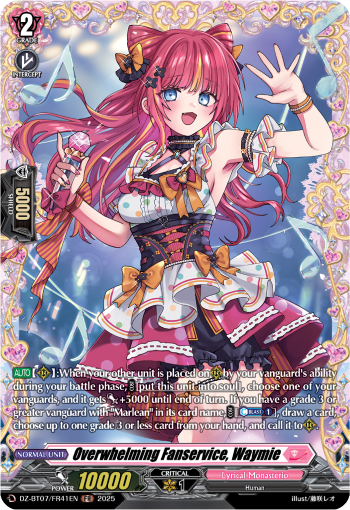 2
GRADE
INTERCEPT
5000
SHIELD
AUTO【R】:When your other unit is placed on R by your vanguard's ability
during your battle phase, COST [put this unit into soul], choose one of your
vanguards, and it gets +5000 until end of turn. If you have a grade 3 or
greater vanguard with "Marlean" in its card name, COST [BLAST 1], draw a card,
choose up to one grade 3 or less card from your hand, and call it to R.
NORMAL UNIT
Overwhelming Fanservice, Waymie
Lyrical Monasterio
Human
POWER 10000
CRITICAL
1
DZ-BT07/FR41EN FR 2025
illust/藤咲レオ